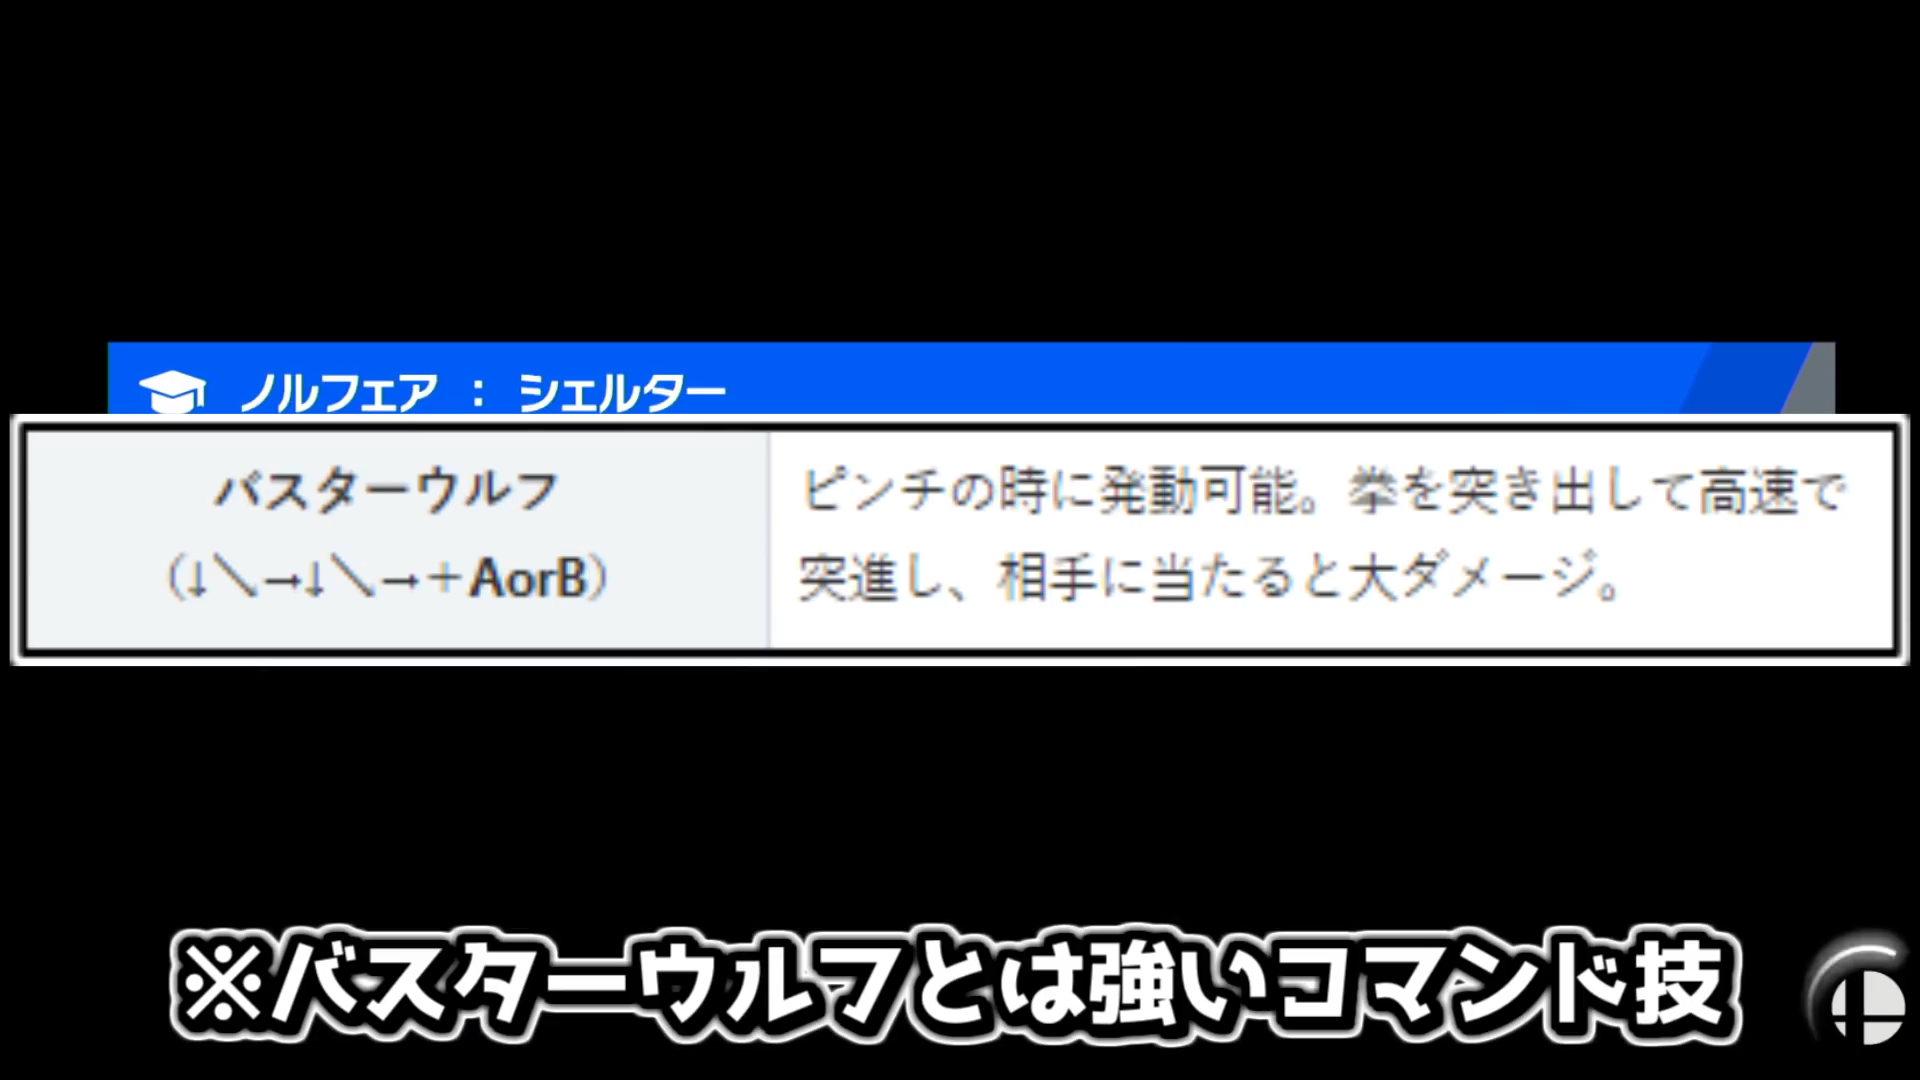 ノルフェア : シェルター
バスターウルフ
(↓＼→↓＼→＋AorB)
ピンチの時に発動可能。拳を突き出して高速で
突進し、相手に当たると大ダメージ。
※バスターウルフとは強いコマンド技